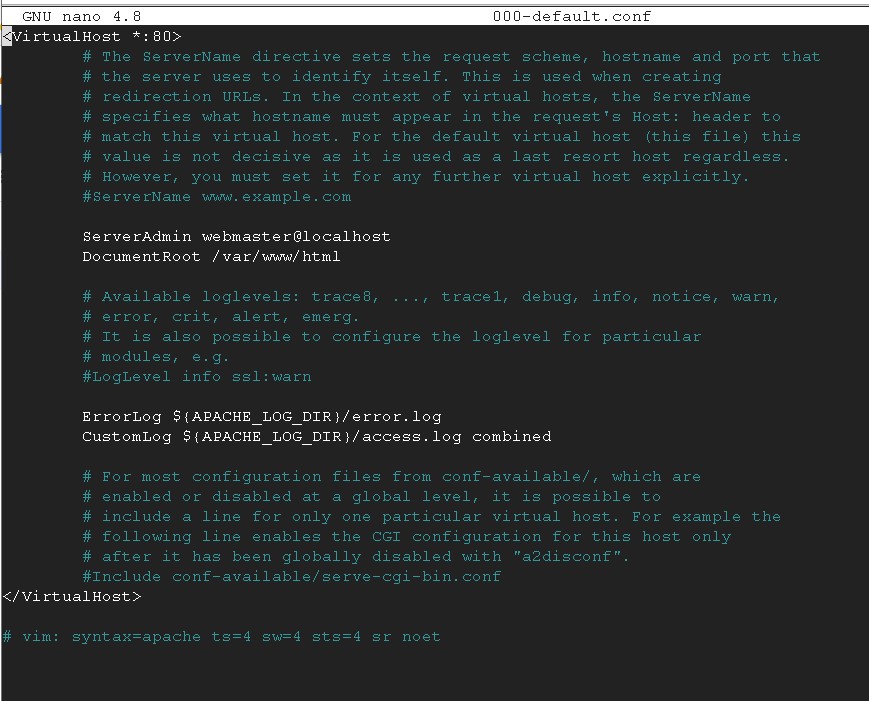 GNU nano 4.8 000-default.conf
<VirtualHost *:80>
# The ServerName directive sets the request scheme, hostname and port that
# the server uses to identify itself. This is used when creating
# redirection URLs. In the context of virtual hosts, the ServerName
# specifies what hostname must appear in the request's Host: header to
# match this virtual host. For the default virtual host (this file) this
# value is not decisive as it is used as a last resort host regardless.
# However, you must set it for any further virtual host explicitly.
#ServerName www.example.com
ServerAdmin webmaster@localhost
DocumentRoot /var/www/html
# Available loglevels: trace8, ..., trace1, debug, info, notice, warn,
# error, crit, alert, emerg.
# It is also possible to configure the loglevel for particular
# modules, e.g.
#LogLevel info ssl:warn
ErrorLog ${APACHE_LOG_DIR}/error.log
CustomLog ${APACHE_LOG_DIR}/access.log combined
# For most configuration files from conf-available/, which are
# enabled or disabled at a global level, it is possible to
# include a line for only one particular virtual host. For example the
# following line enables the CGI configuration for this host only
# after it has been globally disabled with "a2disconf".
#Include conf-available/serve-cgi-bin.conf
</VirtualHost>
# vim: syntax=apache ts=4 sw=4 sts=4 sr noet